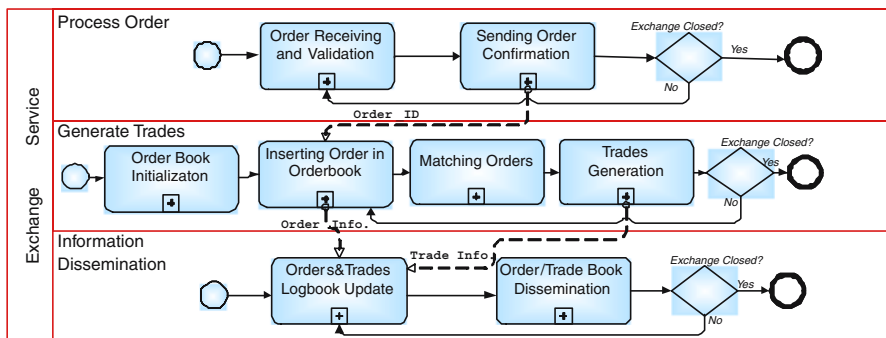 Exchange Service
Process Order
Order Receiving
and Validation
Sending Order
Confirmation
Exchange Closed?
Yes
No
Order ID
Generate Trades
Order Book
Initializaton
Inserting Order in
Orderbook
Matching Orders
Trades
Generation
Exchange Closed?
Yes
No
Order Info.
Trade Info.
Information
Dissemination
Orders&Trades
Logbook Update
Order/Trade Book
Dissemination
Exchange Closed?
Yes
No